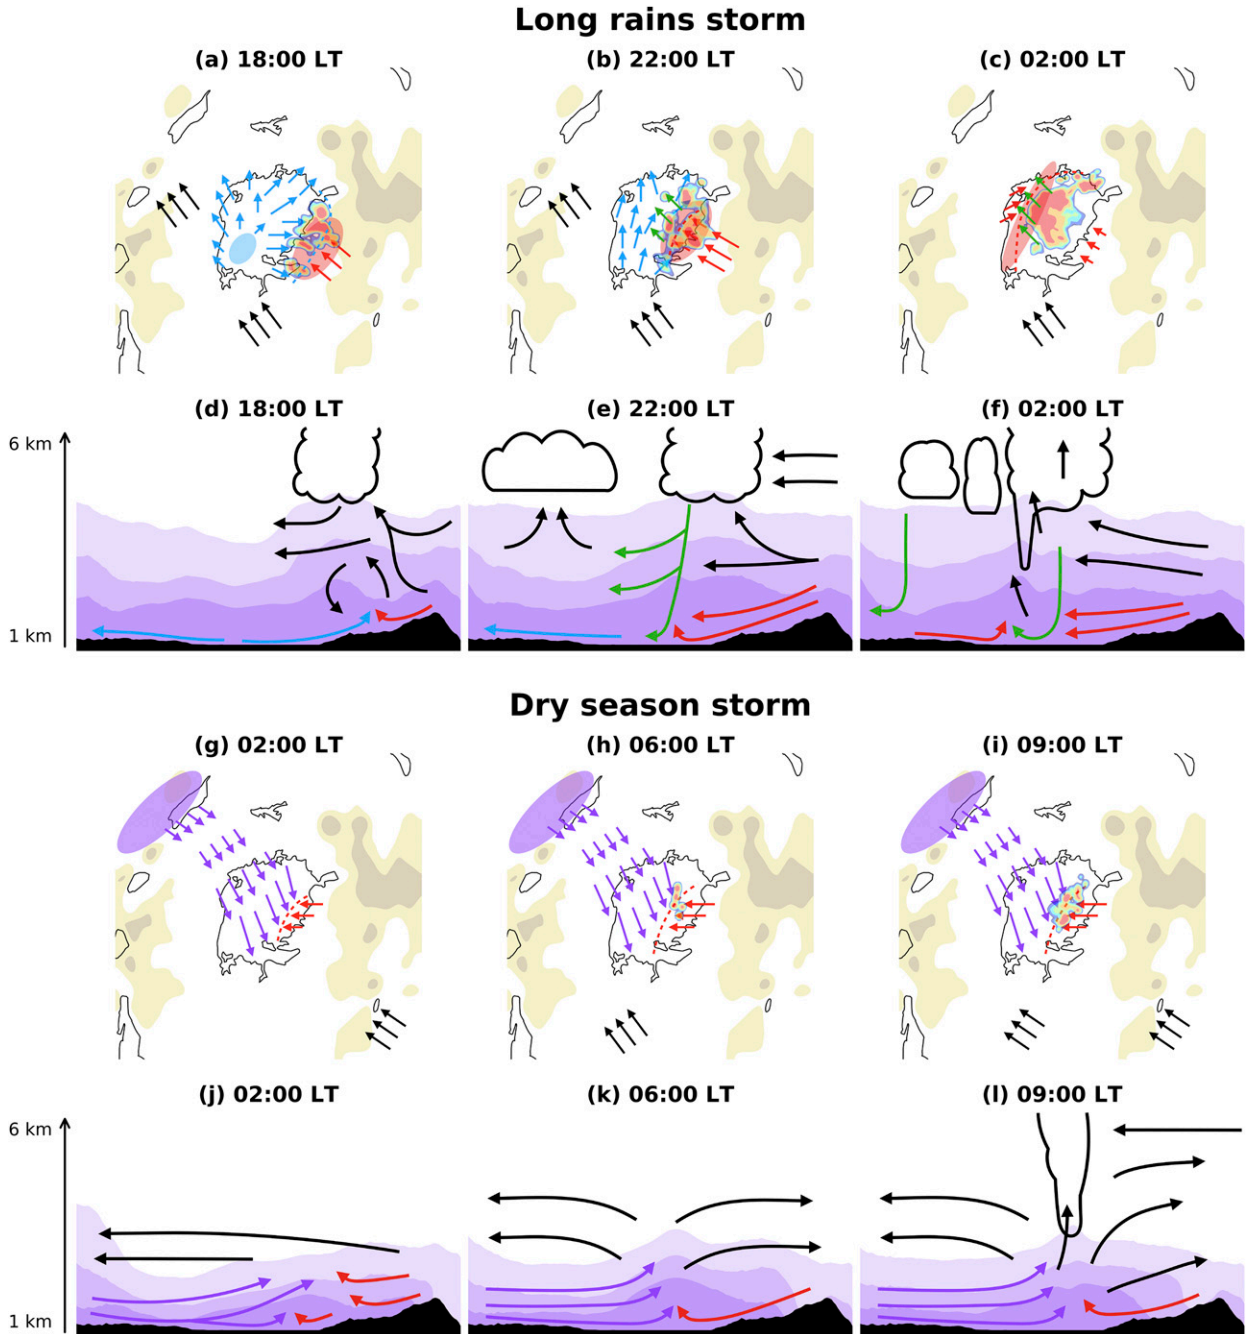 Long rains storm
(a) 18:00 LT
(b) 22:00 LT
(c) 02:00 LT
(d) 18:00 LT
(e) 22:00 LT
(f) 02:00 LT
6 km
1 km
Dry season storm
(g) 02:00 LT
(h) 06:00 LT
(i) 09:00 LT
(j) 02:00 LT
(k) 06:00 LT
(l) 09:00 LT
6 km
1 km